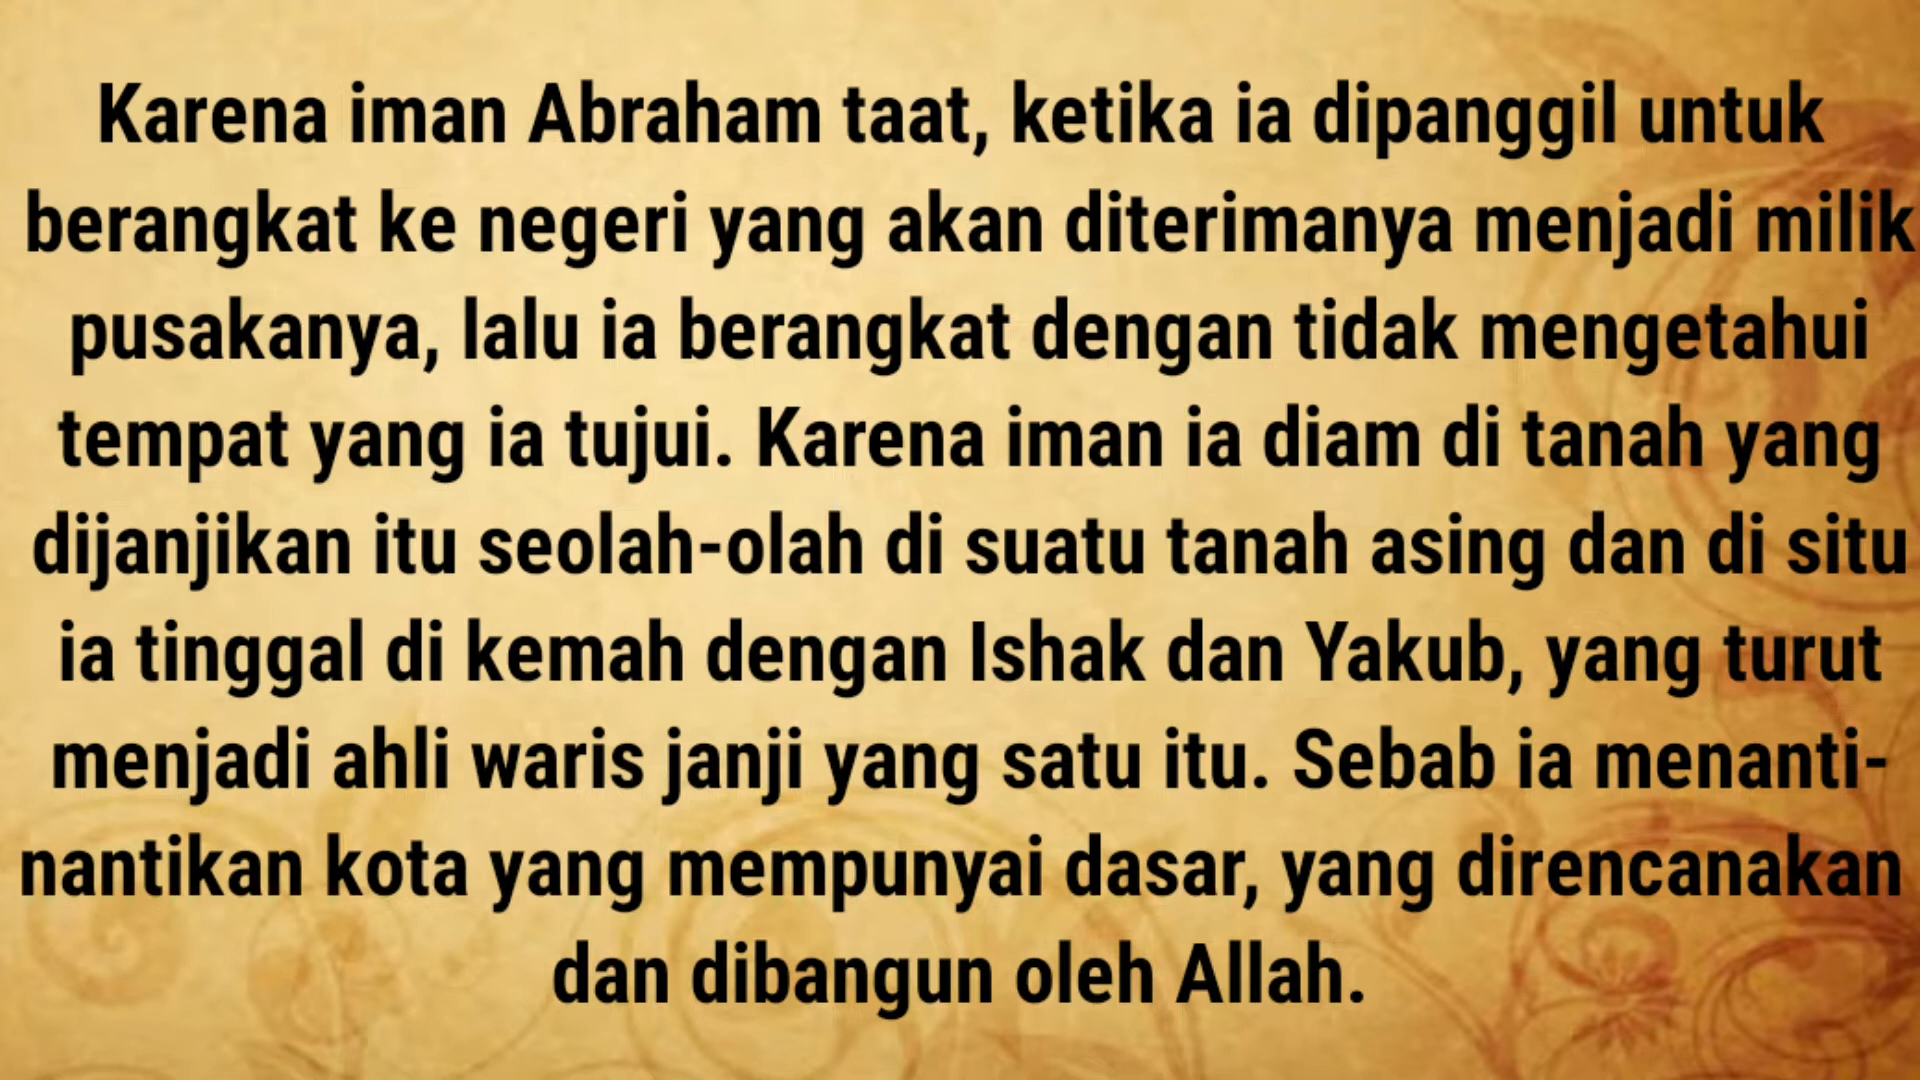 Karena iman Abraham taat, ketika ia dipanggil untuk
berangkat ke negeri yang akan diterimanya menjadi milik
pusakanya, lalu ia berangkat dengan tidak mengetahui
tempat yang ia tujui. Karena iman ia diam di tanah yang
dijanjikan itu seolah-olah di suatu tanah asing dan di situ
ia tinggal di kemah dengan Ishak dan Yakub, yang turut
menjadi ahli waris janji yang satu itu. Sebab ia menanti-
nantikan kota yang mempunyai dasar, yang direncanakan
dan dibangun oleh Allah.